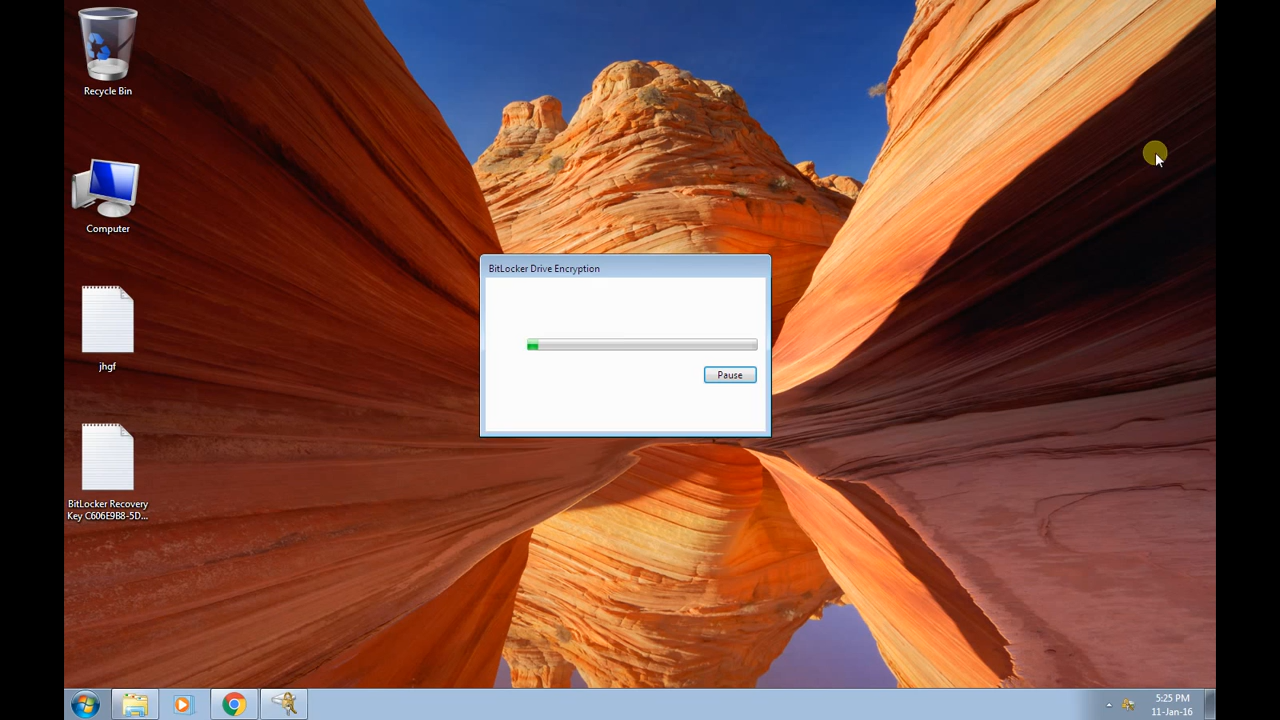 Recycle Bin
Computer
jhgf
BitLocker Recovery
Key C606E9B8-5D...
BitLocker Drive Encryption
Pause
5:25 PM
11-Jan-16